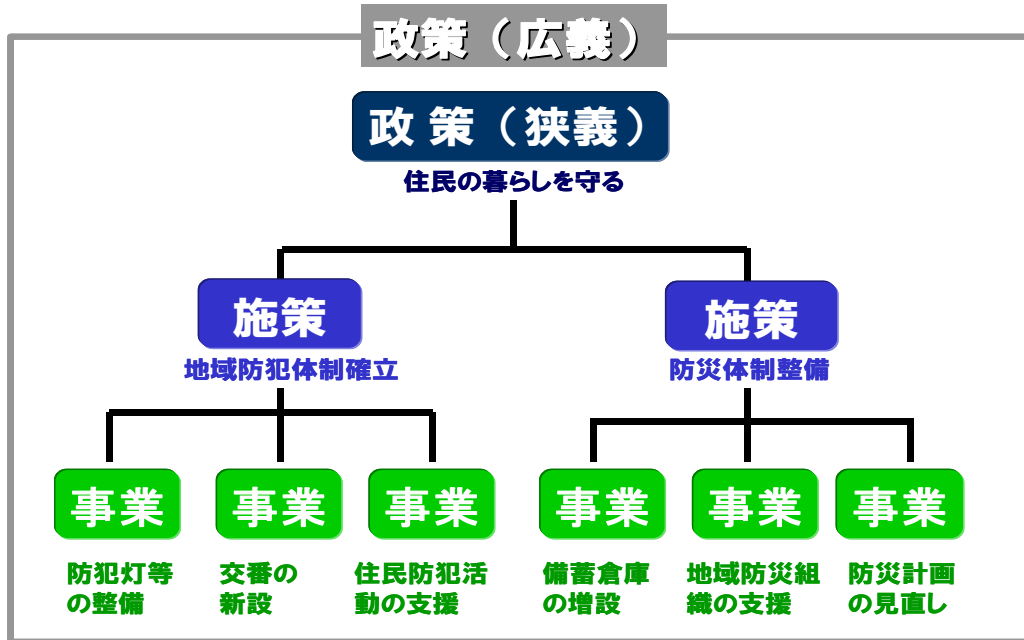 政策（広義）
政 策（狭義）
住民の暮らしを守る
施策
地域防犯体制確立
施策
防災体制整備
事業
防犯灯等
の整備
事業
交番の
新設
事業
住民防犯活
動の支援
事業
備蓄倉庫
の増設
事業
地域防災組
織の支援
事業
防災計画
の見直し